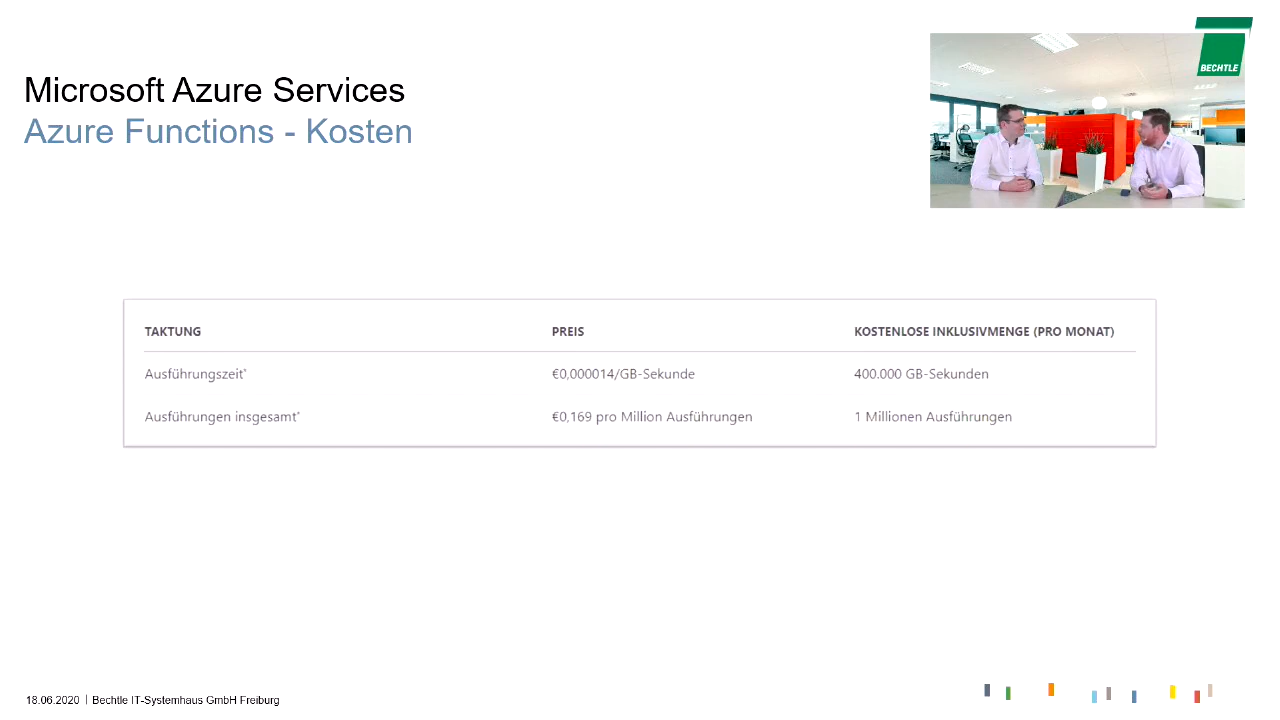 BECHTLE
Microsoft Azure Services
Azure Functions - Kosten
TAKTUNG PREIS KOSTENLOSE INKLUSIVMENGE (PRO MONAT)
Ausführungszeit* €0,000014/GB-Sekunde 400.000 GB-Sekunden
Ausführungen insgesamt* €0,169 pro Million Ausführungen 1 Millionen Ausführungen
18.06.2020 | Bechtle IT-Systemhaus GmbH Freiburg